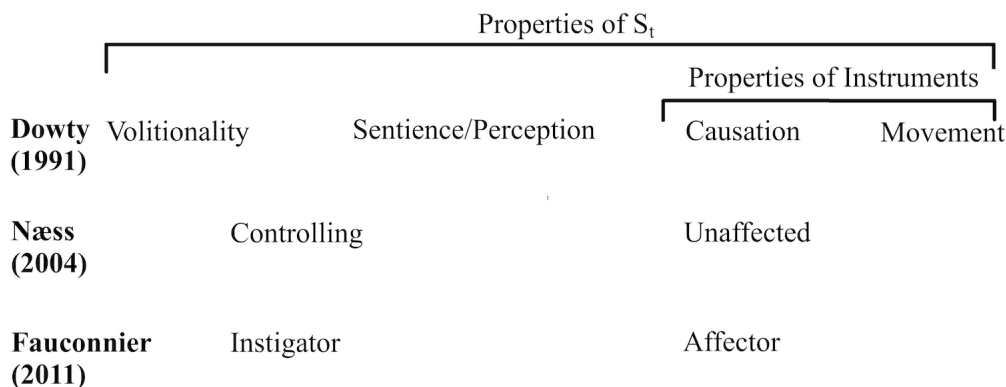 Properties of Sₜ
Properties of Instruments
Dowty Volitionality Sentience/Perception Causation Movement
(1991)
Næss Controlling Unaffected
(2004)
Fauconnier Instigator Affector
(2011)